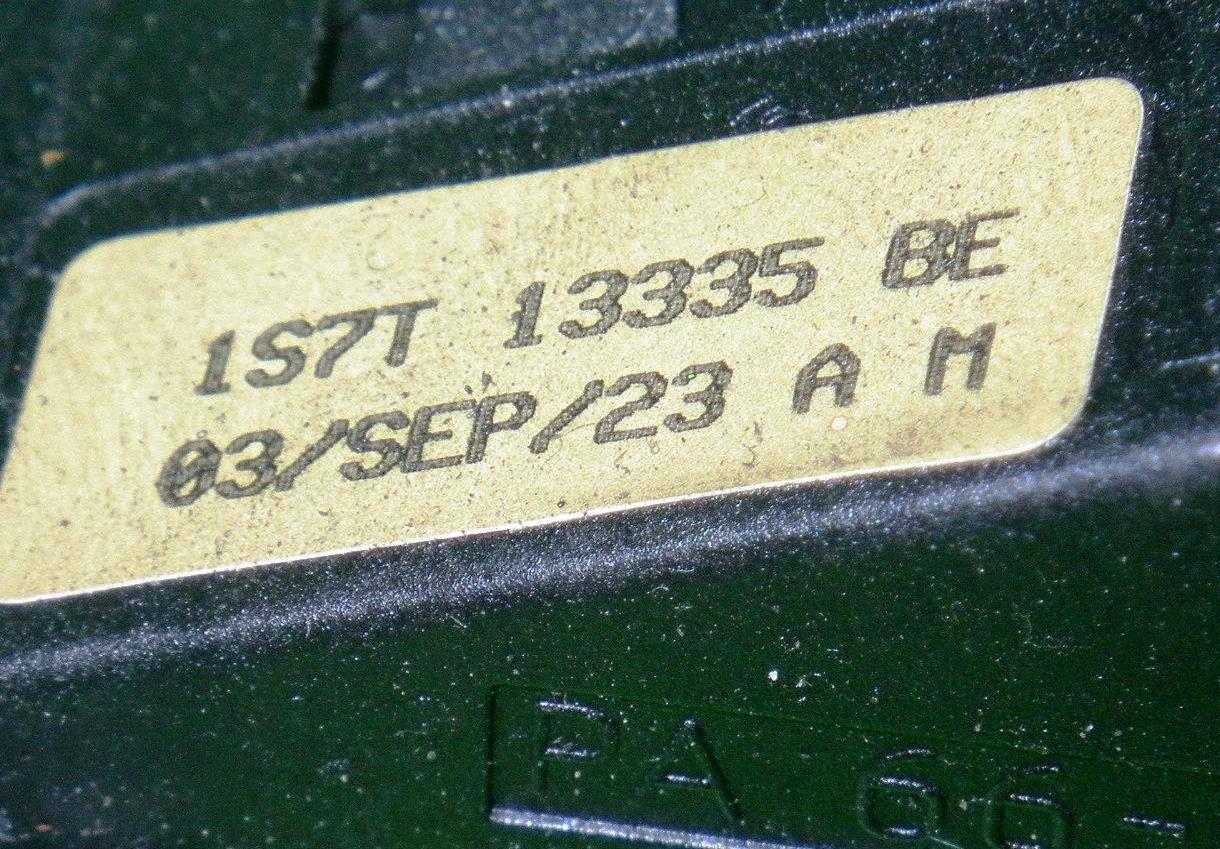 1S7T 13335 BE
03/SEP/23 A M
PA 66-